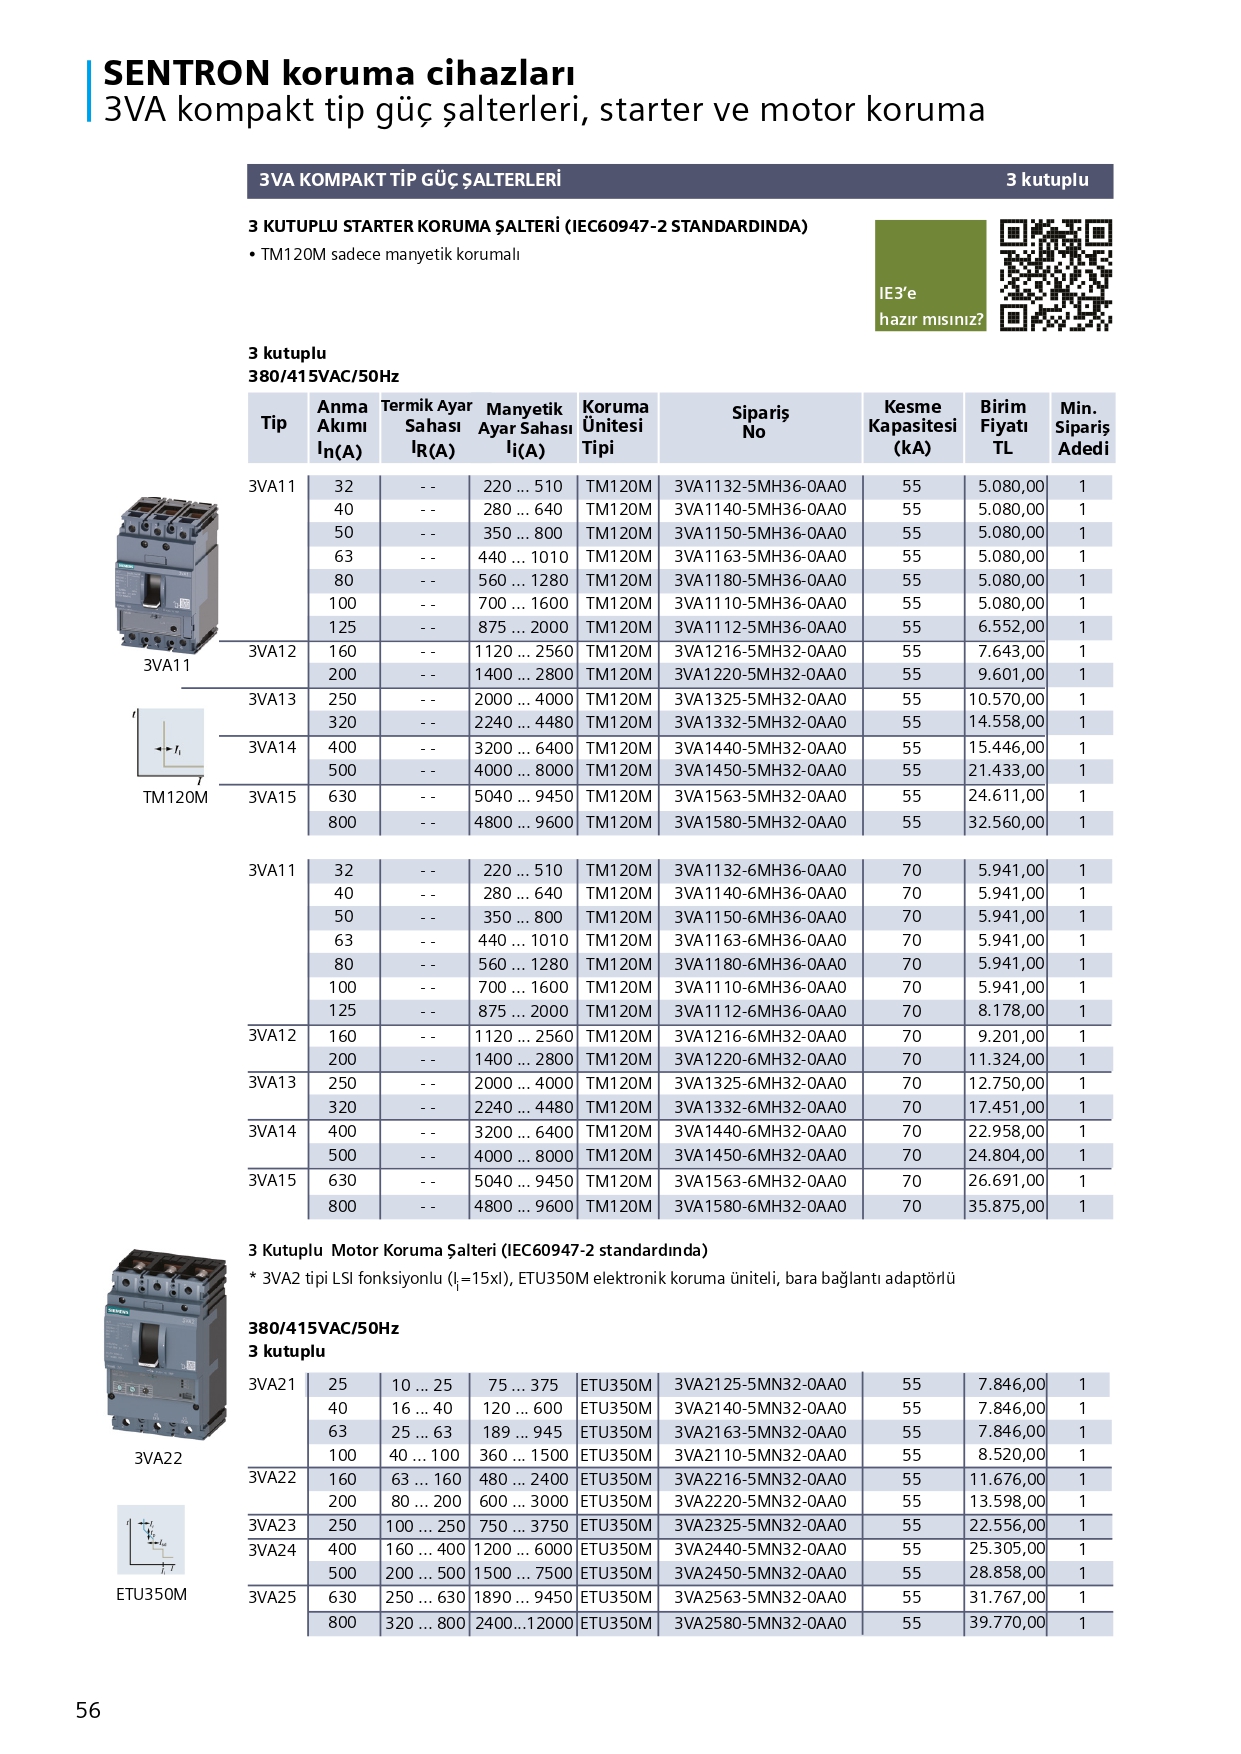 SENTRON koruma cihazları
3VA kompakt tip güç şalterleri, starter ve motor koruma
3VA KOMPAKT TİP GÜÇ ŞALTERLERİ 3 kutuplu
3 KUTUPLU STARTER KORUMA ŞALTERİ (IEC60947-2 STANDARDINDA)
• TM120M sadece manyetik korumalı
IE3’e
hazır mısınız?
3 kutuplu
380/415VAC/50Hz
Tip Anma Akımı In(A) Termik Ayar Sahası IR(A) Manyetik Ayar Sahası Ii(A) Koruma Ünitesi Tipi Sipariş No Kesme Kapasitesi (kA) Birim Fiyatı TL Min. Sipariş Adedi
3VA11 32 - - 220 ... 510 TM120M 3VA1132-5MH36-0AA0 55 5.080,00 1
40 - - 280 ... 640 TM120M 3VA1140-5MH36-0AA0 55 5.080,00 1
50 - - 350 ... 800 TM120M 3VA1150-5MH36-0AA0 55 5.080,00 1
63 - - 440 ... 1010 TM120M 3VA1163-5MH36-0AA0 55 5.080,00 1
80 - - 560 ... 1280 TM120M 3VA1180-5MH36-0AA0 55 5.080,00 1
100 - - 700 ... 1600 TM120M 3VA1110-5MH36-0AA0 55 5.080,00 1
125 - - 875 ... 2000 TM120M 3VA1112-5MH36-0AA0 55 6.552,00 1
3VA12 160 - - 1120 ... 2560 TM120M 3VA1216-5MH32-0AA0 55 7.643,00 1
200 - - 1400 ... 2800 TM120M 3VA1220-5MH32-0AA0 55 9.601,00 1
3VA13 250 - - 2000 ... 4000 TM120M 3VA1325-5MH32-0AA0 55 10.570,00 1
320 - - 2240 ... 4480 TM120M 3VA1332-5MH32-0AA0 55 14.558,00 1
3VA14 400 - - 3200 ... 6400 TM120M 3VA1440-5MH32-0AA0 55 15.446,00 1
500 - - 4000 ... 8000 TM120M 3VA1450-5MH32-0AA0 55 21.433,00 1
3VA15 630 - - 5040 ... 9450 TM120M 3VA1563-5MH32-0AA0 55 24.611,00 1
800 - - 4800 ... 9600 TM120M 3VA1580-5MH32-0AA0 55 32.560,00 1
SIEMENS
3VA11
I
Ii
t
TM120M
3VA11 32 - - 220 ... 510 TM120M 3VA1132-6MH36-0AA0 70 5.941,00 1
40 - - 280 ... 640 TM120M 3VA1140-6MH36-0AA0 70 5.941,00 1
50 - - 350 ... 800 TM120M 3VA1150-6MH36-0AA0 70 5.941,00 1
63 - - 440 ... 1010 TM120M 3VA1163-6MH36-0AA0 70 5.941,00 1
80 - - 560 ... 1280 TM120M 3VA1180-6MH36-0AA0 70 5.941,00 1
100 - - 700 ... 1600 TM120M 3VA1110-6MH36-0AA0 70 5.941,00 1
125 - - 875 ... 2000 TM120M 3VA1112-6MH36-0AA0 70 8.178,00 1
3VA12 160 - - 1120 ... 2560 TM120M 3VA1216-6MH32-0AA0 70 9.201,00 1
200 - - 1400 ... 2800 TM120M 3VA1220-6MH32-0AA0 70 11.324,00 1
3VA13 250 - - 2000 ... 4000 TM120M 3VA1325-6MH32-0AA0 70 12.750,00 1
320 - - 2240 ... 4480 TM120M 3VA1332-6MH32-0AA0 70 17.451,00 1
3VA14 400 - - 3200 ... 6400 TM120M 3VA1440-6MH32-0AA0 70 22.958,00 1
500 - - 4000 ... 8000 TM120M 3VA1450-6MH32-0AA0 70 24.804,00 1
3VA15 630 - - 5040 ... 9450 TM120M 3VA1563-6MH32-0AA0 70 26.691,00 1
800 - - 4800 ... 9600 TM120M 3VA1580-6MH32-0AA0 70 35.875,00 1
3 Kutuplu Motor Koruma Şalteri (IEC60947-2 standardında)
* 3VA2 tipi LSI fonksiyonlu (Ii=15xI), ETU350M elektronik koruma üniteli, bara bağlantı adaptörlü
380/415VAC/50Hz
3 kutuplu
3VA21 25 10 ... 25 75 ... 375 ETU350M 3VA2125-5MN32-0AA0 55 7.846,00 1
40 16 ... 40 120 ... 600 ETU350M 3VA2140-5MN32-0AA0 55 7.846,00 1
63 25 ... 63 189 ... 945 ETU350M 3VA2163-5MN32-0AA0 55 7.846,00 1
100 40 ... 100 360 ... 1500 ETU350M 3VA2110-5MN32-0AA0 55 8.520,00 1
3VA22 160 63 ... 160 480 ... 2400 ETU350M 3VA2216-5MN32-0AA0 55 11.676,00 1
200 80 ... 200 600 ... 3000 ETU350M 3VA2220-5MN32-0AA0 55 13.598,00 1
3VA23 250 100 ... 250 750 ... 3750 ETU350M 3VA2325-5MN32-0AA0 55 22.556,00 1
3VA24 400 160 ... 400 1200 ... 6000 ETU350M 3VA2440-5MN32-0AA0 55 25.305,00 1
500 200 ... 500 1500 ... 7500 ETU350M 3VA2450-5MN32-0AA0 55 28.858,00 1
3VA25 630 250 ... 630 1890 ... 9450 ETU350M 3VA2563-5MN32-0AA0 55 31.767,00 1
800 320 ... 800 2400...12000 ETU350M 3VA2580-5MN32-0AA0 55 39.770,00 1
SIEMENS
3VA22
ETU350M
56